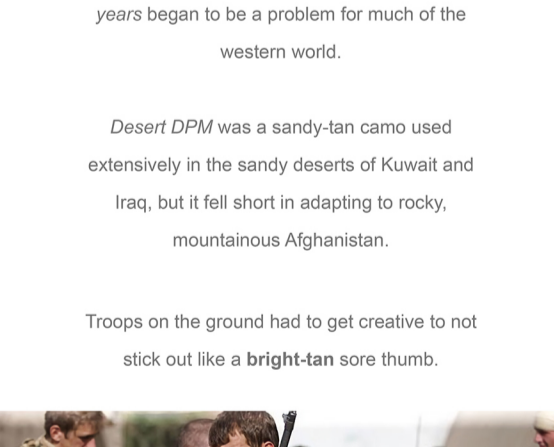 years began to be a problem for much of the
western world.
Desert DPM was a sandy-tan camo used
extensively in the sandy deserts of Kuwait and
Iraq, but it fell short in adapting to rocky,
mountainous Afghanistan.
Troops on the ground had to get creative to not
stick out like a bright-tan sore thumb.